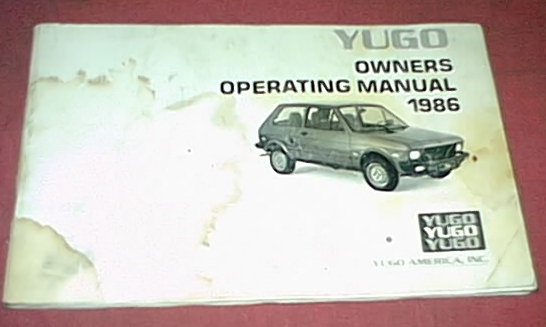 YUGO
OWNERS
OPERATING MANUAL
1986
YUGO
YUGO
YUGO
YUGO AMERICA, INC.